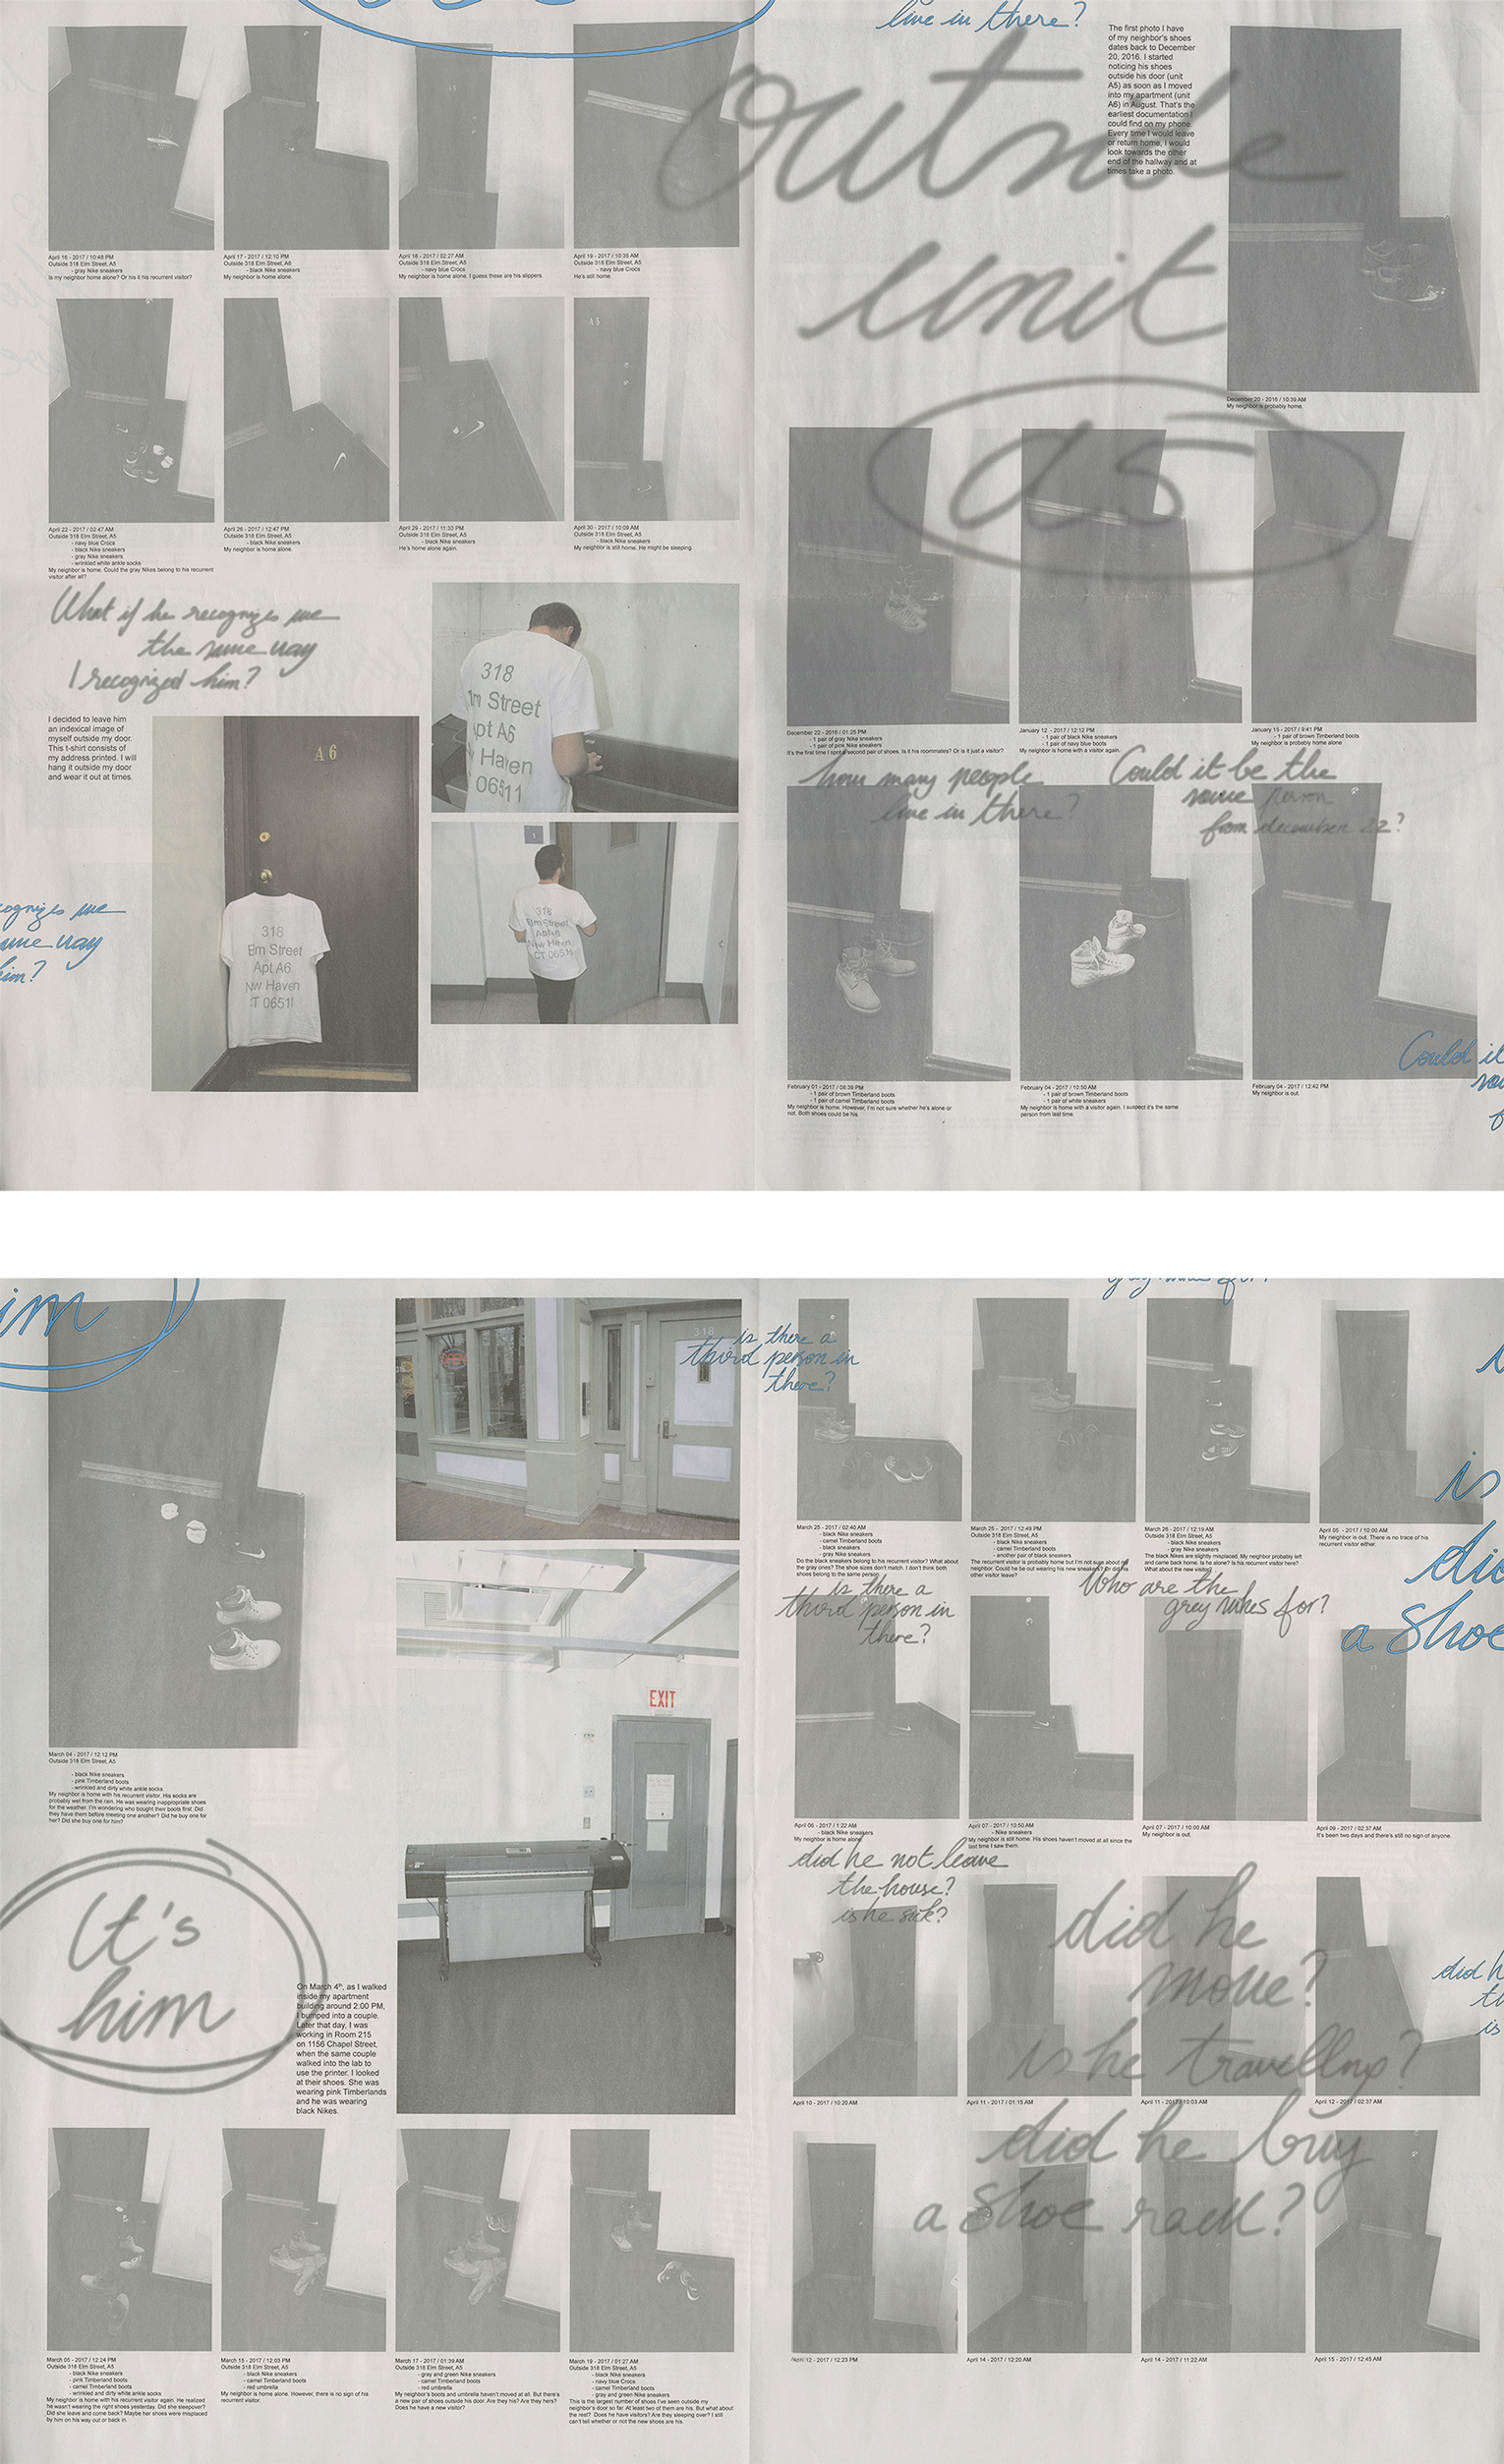 live in there?
April 16 - 2017 / 10:48 PM
Outside 318 Elm Street, A5
- gray Nike sneakers
Is my neighbor home alone? Or his it his recurrent visitor?
April 17 - 2017 / 12:10 PM
Outside 318 Elm Street, A5
- black Nike sneakers
My neighbor is home alone.
April 18 - 2017 / 02:27 AM
Outside 318 Elm Street, A5
- navy blue Crocs
My neighbor is home alone. I guess these are his slippers.
April 19 - 2017 / 10:35 AM
Outside 318 Elm Street, A5
- navy blue Crocs
He's still home.
A5
April 22 - 2017 / 02:47 AM
Outside 318 Elm Street, A5
- navy blue Crocs
- black Nike sneakers
- gray Nike sneakers
- wrinkled white ankle socks
My neighbor is home. Could the gray Nikes belong to his recurrent
visitor after all?
April 26 - 2017 / 12:47 PM
Outside 318 Elm Street, A5
- black Nike sneakers
My neighbor is home alone.
April 29 - 2017 / 11:33 PM
Outside 318 Elm Street, A5
- black Nike sneakers
He's home alone again.
April 30 - 2017 / 10:09 AM
Outside 318 Elm Street, A5
- black Nike sneakers
My neighbor is still home. He might be sleeping.
What if he recognizes me
the same way
I recognized him?
I decided to leave him
an indexical image of
myself outside my door.
This t-shirt consists of
my address printed. I will
hang it outside my door
and wear it out at times.
A6
318
Elm Street
Apt A6
Nw Haven
CT 06511
318
Elm Street
Apt A6
Haven
06511
318
Elm Street
Apt A6
Nw Haven
CT 06511
ognizes me
same way
him?
outside
unit
a5
The first photo I have
of my neighbor's shoes
dates back to December
20, 2016. I started
noticing his shoes
outside his door (unit
A5) as soon as I moved
into my apartment (unit
A6) in August. That's the
earliest documentation I
could find on my phone.
Every time I would leave
or return home, I would
look towards the other
end of the hallway and at
times take a photo.
December 20 - 2016 / 10:39 AM
My neighbor is probably home.
December 22 - 2016 / 01:25 PM
- 1 pair of gray Nike sneakers
- 1 pair of pink Nike sneakers
It's the first time I spot a second pair of shoes. Is it his roommates? Or is it just a visitor?
January 12 - 2017 / 12:12 PM
- 1 pair of black Nike sneakers
- 1 pair of navy blue boots
My neighbor is home with a visitor again.
January 15 - 2017 / 9:41 PM
- 1 pair of brown Timberland boots
My neighbor is probably home alone
how many people
live in there?
Could it be the
same person
from december 22?
February 01 - 2017 / 08:39 PM
- 1 pair of brown Timberland boots
- 1 pair of camel Timberland boots
My neighbor is home. However, I'm not sure whether he's alone or
not. Both shoes could be his.
February 04 - 2017 / 10:50 AM
- 1 pair of brown Timberland boots
- 1 pair of white sneakers
My neighbor is home with a visitor again. I suspect it's the same
person from last time.
February 04 - 2017 / 12:42 PM
My neighbor is out.
Could it
im
March 04 - 2017 / 12:12 PM
Outside 318 Elm Street, A5
- black Nike sneakers
- pink Timberland boots
- wrinkled and dirty white ankle socks
My neighbor is home with his recurrent visitor. His socks are
probably wet from the rain. He was wearing inappropriate shoes
for the weather. I'm wondering who bought their boots first. Did
they have them before meeting one another? Did he buy one for
her? Did she buy one for him?
318
EXIT
It's
him
On March 4th, as I walked
inside my apartment
building around 2:00 PM,
I bumped into a couple.
Later that day, I was
working in Room 215
on 1156 Chapel Street,
when the same couple
walked into the lab to
use the printer. I looked
at their shoes. She was
wearing pink Timberlands
and he was wearing
black Nikes.
March 05 - 2017 / 12:24 PM
Outside 318 Elm Street, A5
- black Nike sneakers
- pink Timberland boots
- camel Timberland boots
- wrinkled and dirty white ankle socks
My neighbor is home with his recurrent visitor again. He realized
he wasn't wearing the right shoes yesterday. Did she sleepover?
Did she leave and come back? Maybe her shoes were misplaced
by him on his way out or back in.
March 15 - 2017 / 12:03 PM
Outside 318 Elm Street, A5
- black Nike sneakers
- camel Timberland boots
- red umbrella
My neighbor is home alone. However, there is no sign of his
recurrent visitor.
March 17 - 2017 / 01:39 AM
Outside 318 Elm Street, A5
- gray and green Nike sneakers
- camel Timberland boots
- red umbrella
My neighbor's boots and umbrella haven't moved at all. But there's
a new pair of shoes outside his door. Are they his? Are they hers?
Does he have a new visitor?
March 19 - 2017 / 01:27 AM
Outside 318 Elm Street, A5
- black Nike sneakers
- navy blue Crocs
- camel Timberland boots
- gray and green Nike sneakers
This is the largest number of shoes I've seen outside my
neighbor's door so far. At least two of them are his. But what about
the rest? Does he have visitors? Are they sleeping over? I still
can't tell whether or not the new shoes are his.
is there a
third person in
there?
March 25 - 2017 / 02:40 AM
- black Nike sneakers
- camel Timberland boots
- black sneakers
- gray Nike sneakers
Do the black sneakers belong to his recurrent visitor? What about
the gray ones? The shoe sizes don't match. I don't think both
shoes belong to the same person.
March 25 - 2017 / 12:49 PM
Outside 318 Elm Street, A5
- black Nike sneakers
- camel Timberland boots
- another pair of black sneakers
The recurrent visitor is probably home but I'm not sure about my
neighbor. Could he be out wearing his new sneakers? Or did his
other visitor leave?
March 26 - 2017 / 12:19 AM
Outside 318 Elm Street, A5
- black Nike sneakers
- gray Nike sneakers
The black Nikes are slightly misplaced. My neighbor probably left
and came back home. Is he alone? Is his recurrent visitor here?
What about the new visitor?
April 05 - 2017 / 10:00 AM
My neighbor is out. There is no trace of his
recurrent visitor either.
is there a
third person in
there?
Who are the
grey nikes for?
is
did
a shoe
April 06 - 2017 / 1:22 AM
- black Nike sneakers
My neighbor is home alone.
April 07 - 2017 / 10:50 AM
- Nike sneakers
My neighbor is still home. His shoes haven't moved at all since the
last time I saw them.
April 07 - 2017 / 10:00 AM
My neighbor is out.
April 09 - 2017 / 02:37 AM
It's been two days and there's still no sign of anyone.
did he not leave
the house?
is he sick?
did he
move?
is he travelling?
did he buy
a shoe rack?
did h
th
is
April 10 - 2017 / 10:20 AM
April 11 - 2017 / 01:15 AM
April 11 - 2017 / 10:03 AM
April 12 - 2017 / 02:37 AM
April 12 - 2017 / 12:23 PM
April 14 - 2017 / 12:20 AM
April 14 - 2017 / 11:22 AM
April 15 - 2017 / 12:45 AM